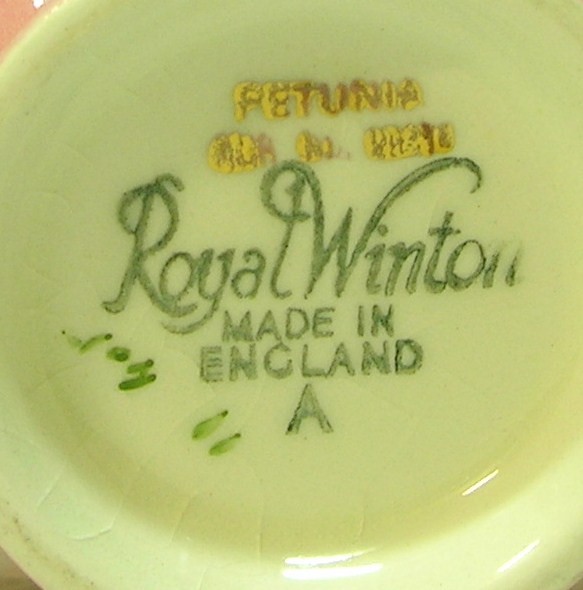 PETUNIA
Royal Winton
MADE IN
ENGLAND
A